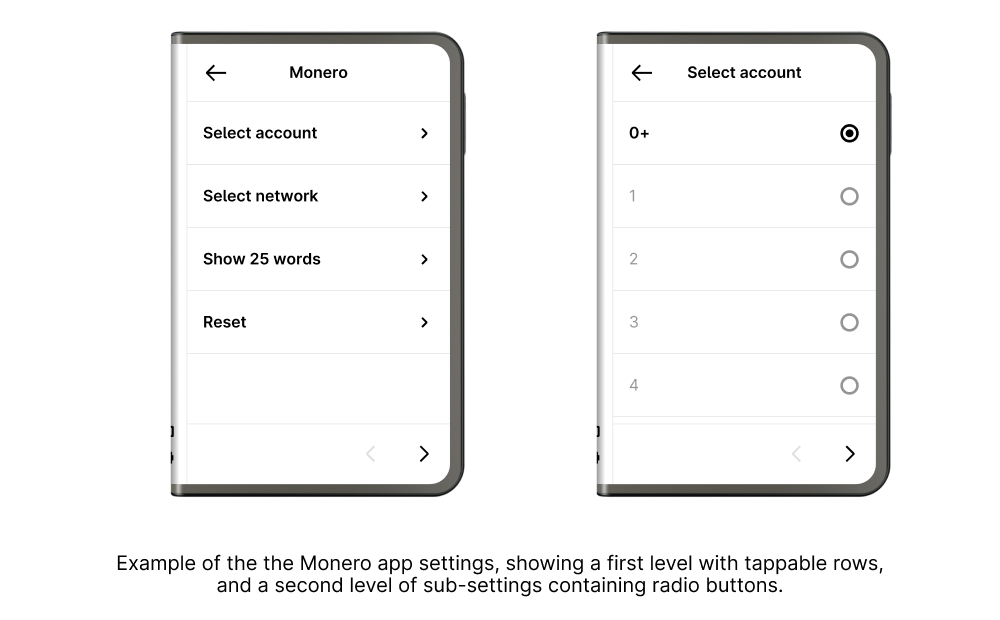 Monero
Select account
Select network
Show 25 words
Reset
Select account
0+
1
2
3
4
Example of the the Monero app settings, showing a first level with tappable rows,
and a second level of sub-settings containing radio buttons.